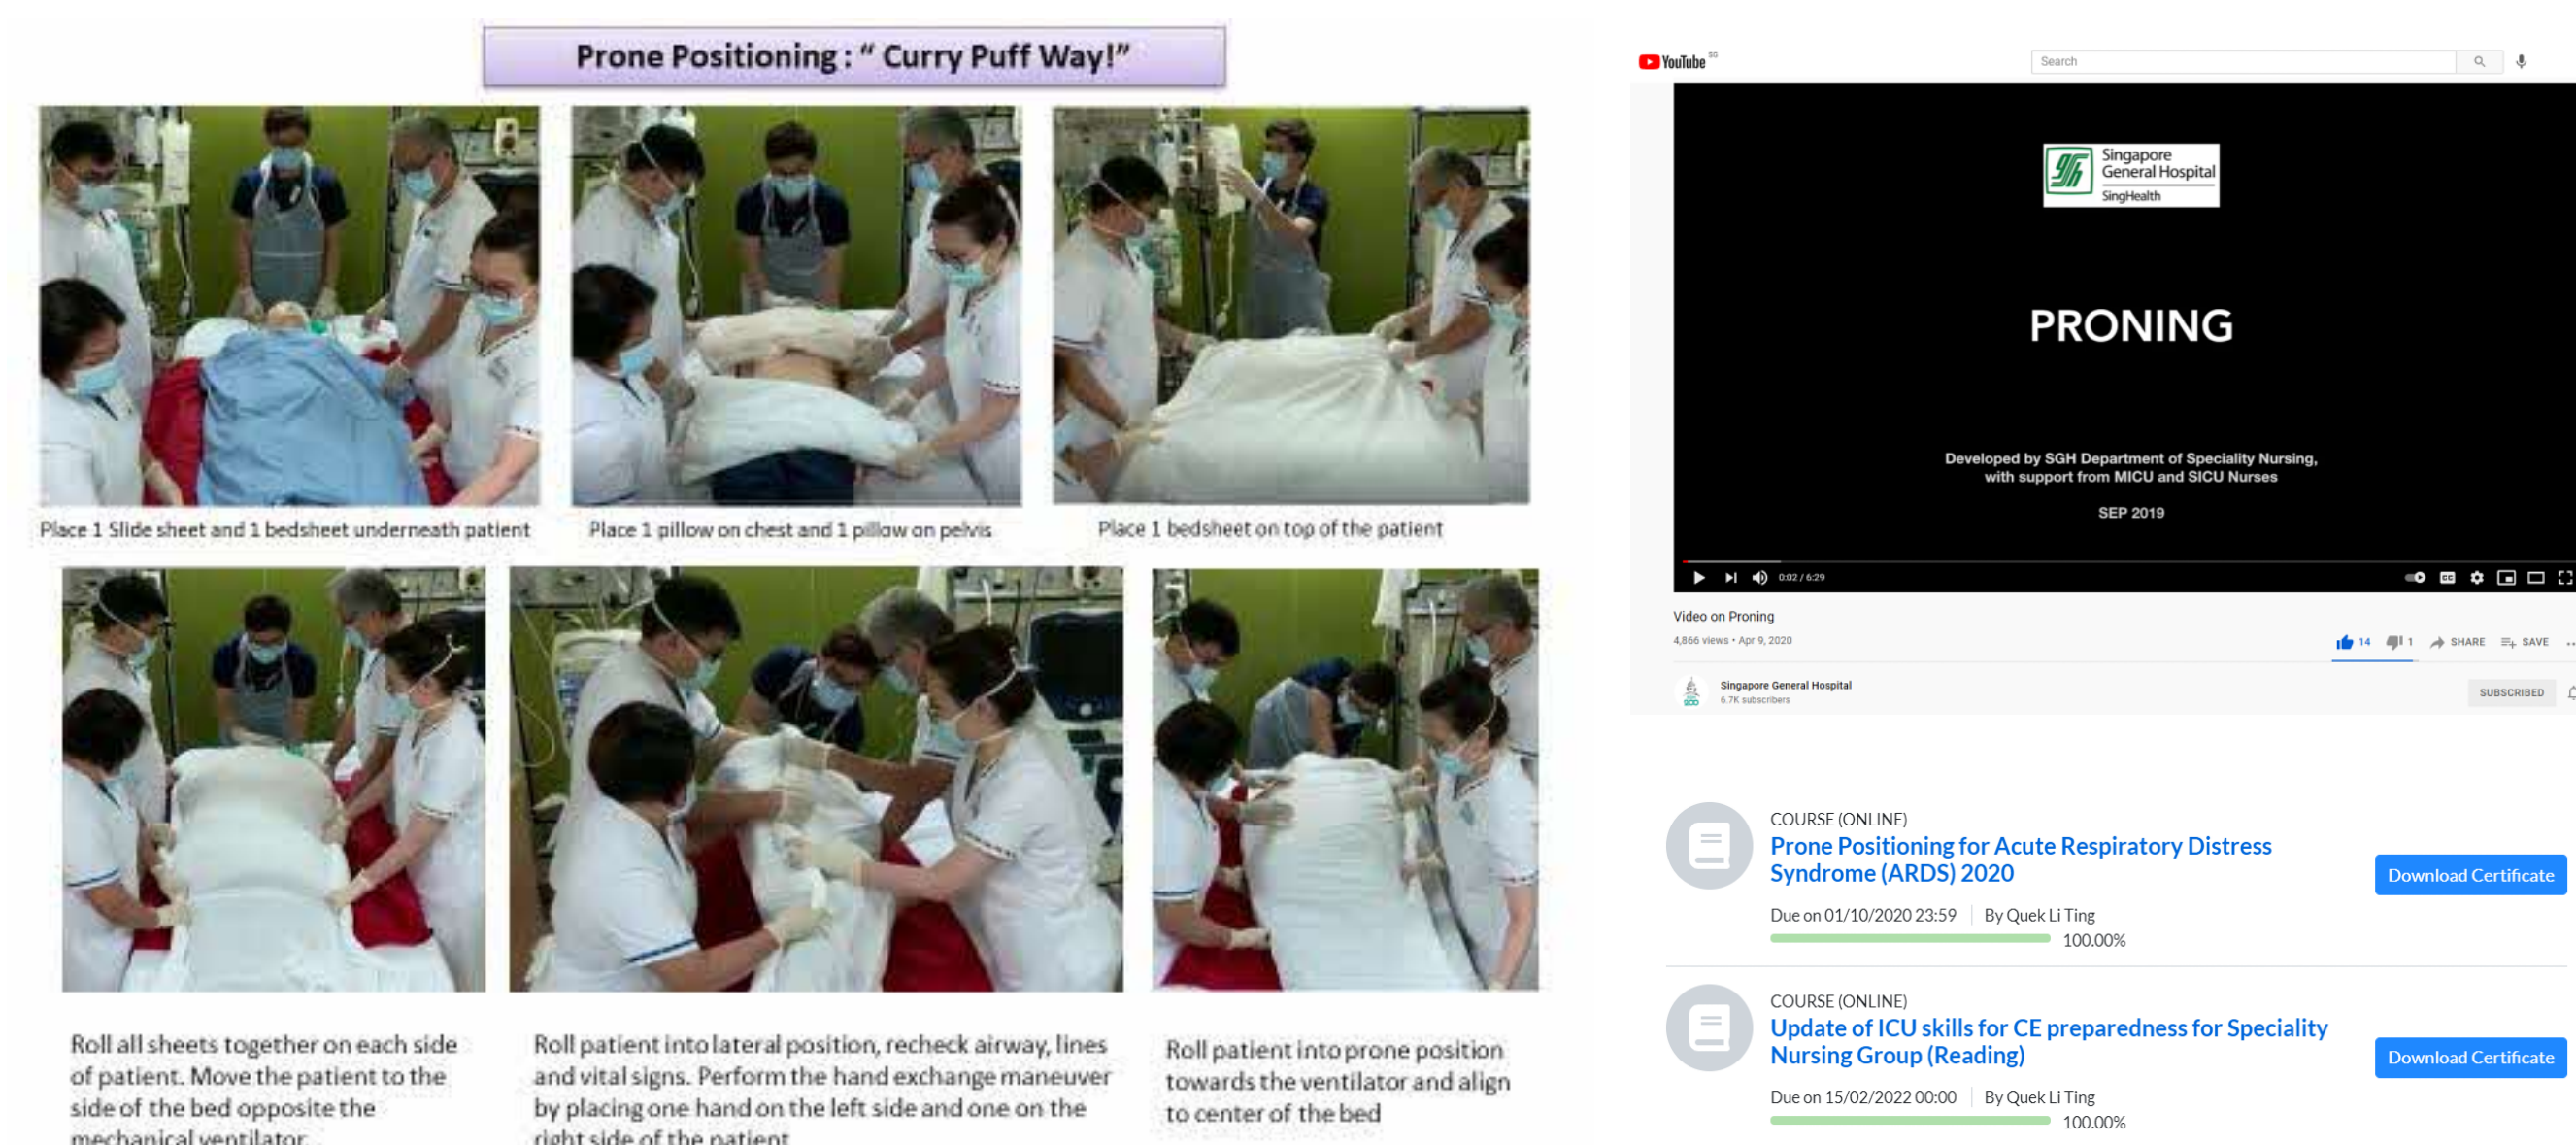 Prone Positioning : “ Curry Puff Way!”
Place 1 Slide sheet and 1 bedsheet underneath patient
Place 1 pillow on chest and 1 pillow on pelvis
Place 1 bedsheet on top of the patient
Roll all sheets together on each side
of patient. Move the patient to the
side of the bed opposite the
mechanical ventilator.
Roll patient into lateral position, recheck airway, lines
and vital signs. Perform the hand exchange maneuver
by placing one hand on the left side and one on the
right side of the patient
Roll patient into prone position
towards the ventilator and align
to center of the bed
YouTube SG
Search
Singapore
General Hospital
SingHealth
PRONING
Developed by SGH Department of Speciality Nursing,
with support from MICU and SICU Nurses
SEP 2019
0:02 / 6:29
CC
Video on Proning
4,866 views • Apr 9, 2020
14 1 SHARE SAVE
Singapore General Hospital
6.7K subscribers
SUBSCRIBED
COURSE (ONLINE)
Prone Positioning for Acute Respiratory Distress
Syndrome (ARDS) 2020
Download Certificate
Due on 01/10/2020 23:59 By Quek Li Ting
100.00%
COURSE (ONLINE)
Update of ICU skills for CE preparedness for Speciality
Nursing Group (Reading)
Download Certificate
Due on 15/02/2022 00:00 By Quek Li Ting
100.00%